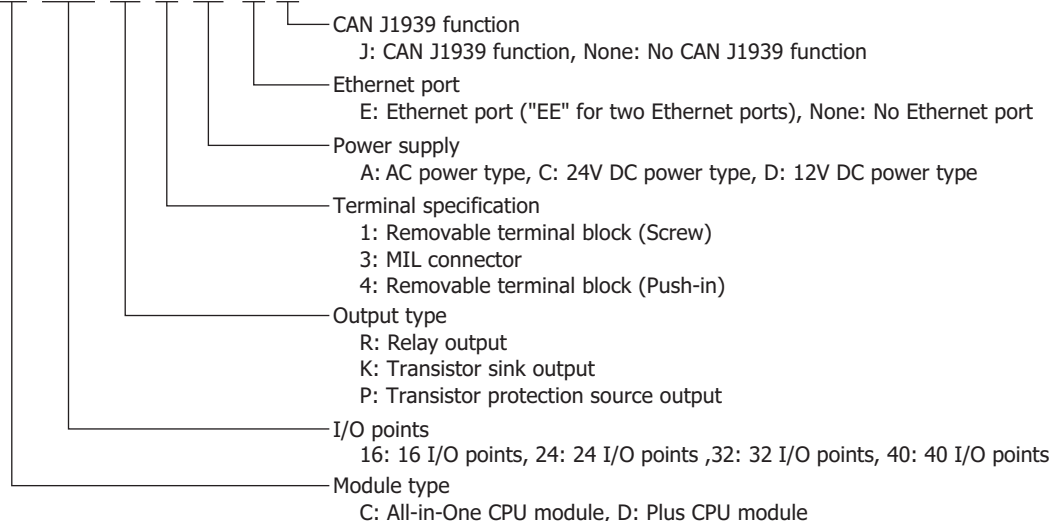 CAN J1939 function
J: CAN J1939 function, None: No CAN J1939 function
Ethernet port
E: Ethernet port ("EE" for two Ethernet ports), None: No Ethernet port
Power supply
A: AC power type, C: 24V DC power type, D: 12V DC power type
Terminal specification
1: Removable terminal block (Screw)
3: MIL connector
4: Removable terminal block (Push-in)
Output type
R: Relay output
K: Transistor sink output
P: Transistor protection source output
I/O points
16: 16 I/O points, 24: 24 I/O points ,32: 32 I/O points, 40: 40 I/O points
Module type
C: All-in-One CPU module, D: Plus CPU module